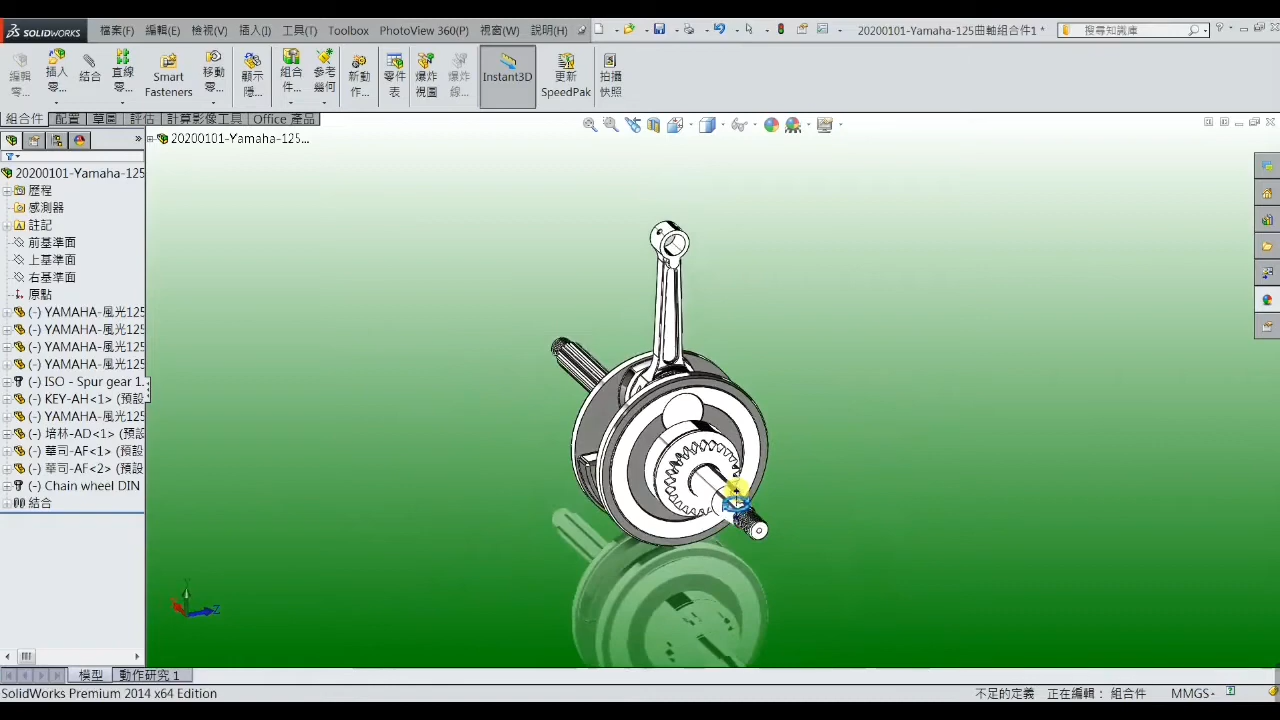 SOLIDWORKS 檔案(F) 編輯(E) 檢視(V) 插入(I) 工具(T) Toolbox PhotoView 360(P) 視窗(W) 說明(H) 20200101-Yamaha-125曲軸組合件1 * 搜尋知識庫
編輯零... 插入零... 結合 直線零... Smart Fasteners 移動零... 顯示隱... 組合件... 參考幾何 新動作... 零件表 爆炸視圖 爆炸線... Instant3D 更新 SpeedPak 拍攝快照
組合件 配置 草圖 評估 計算影像工具 Office 產品
20200101-Yamaha-125...
20200101-Yamaha-125
歷程
感測器
註記
前基準面
上基準面
右基準面
原點
(-) YAMAHA-風光125
(-) YAMAHA-風光125
(-) YAMAHA-風光125
(-) YAMAHA-風光125
(-) ISO - Spur gear 1.
(-) KEY-AH<1> (預設
(-) YAMAHA-風光125
(-) 培林-AD<1> (預設
(-) 華司-AF<1> (預設
(-) 華司-AF<2> (預設
(-) Chain wheel DIN
結合
Y
Z
模型 動作研究 1
SolidWorks Premium 2014 x64 Edition 不足的定義 正在編輯： 組合件 MMGS